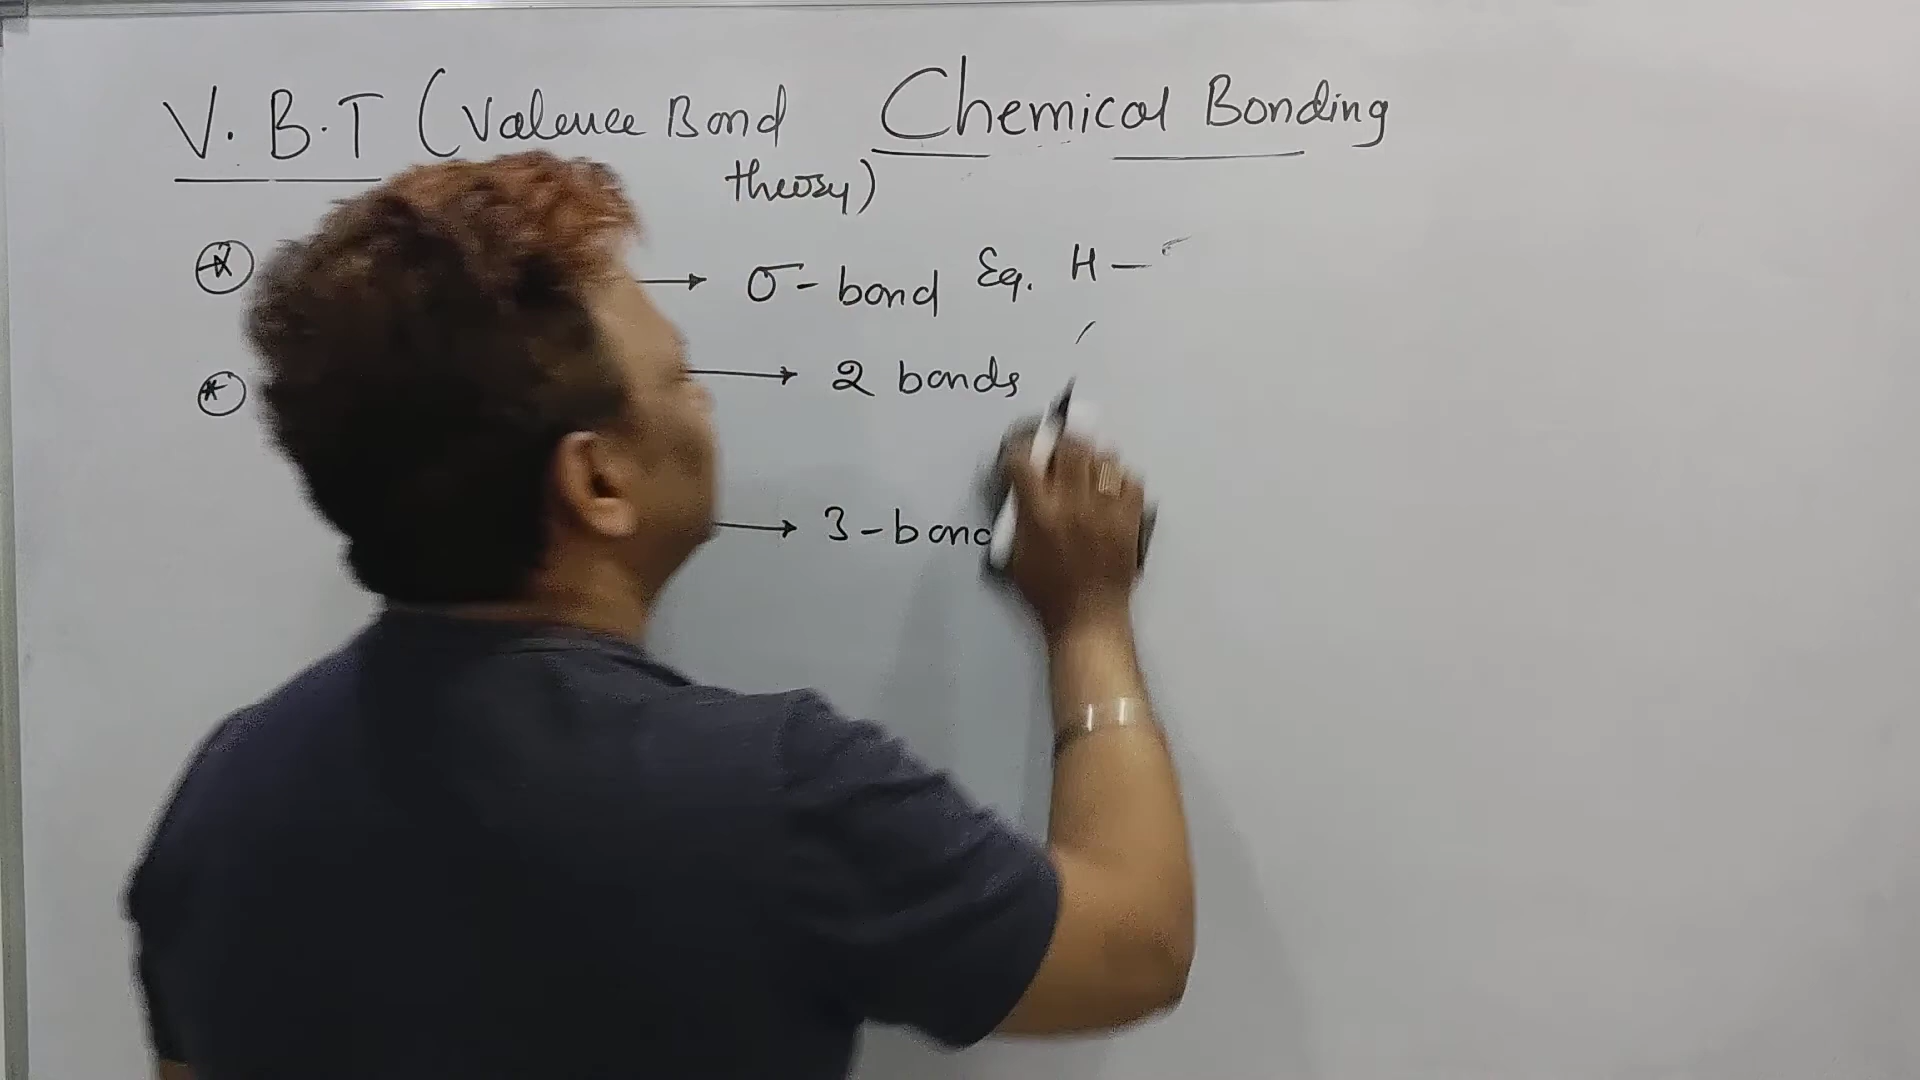 V. B.T (Valence Bond theory)
Chemical Bonding
→ σ - bond Eg. H —
→ 2 bonds
→ 3 - bond